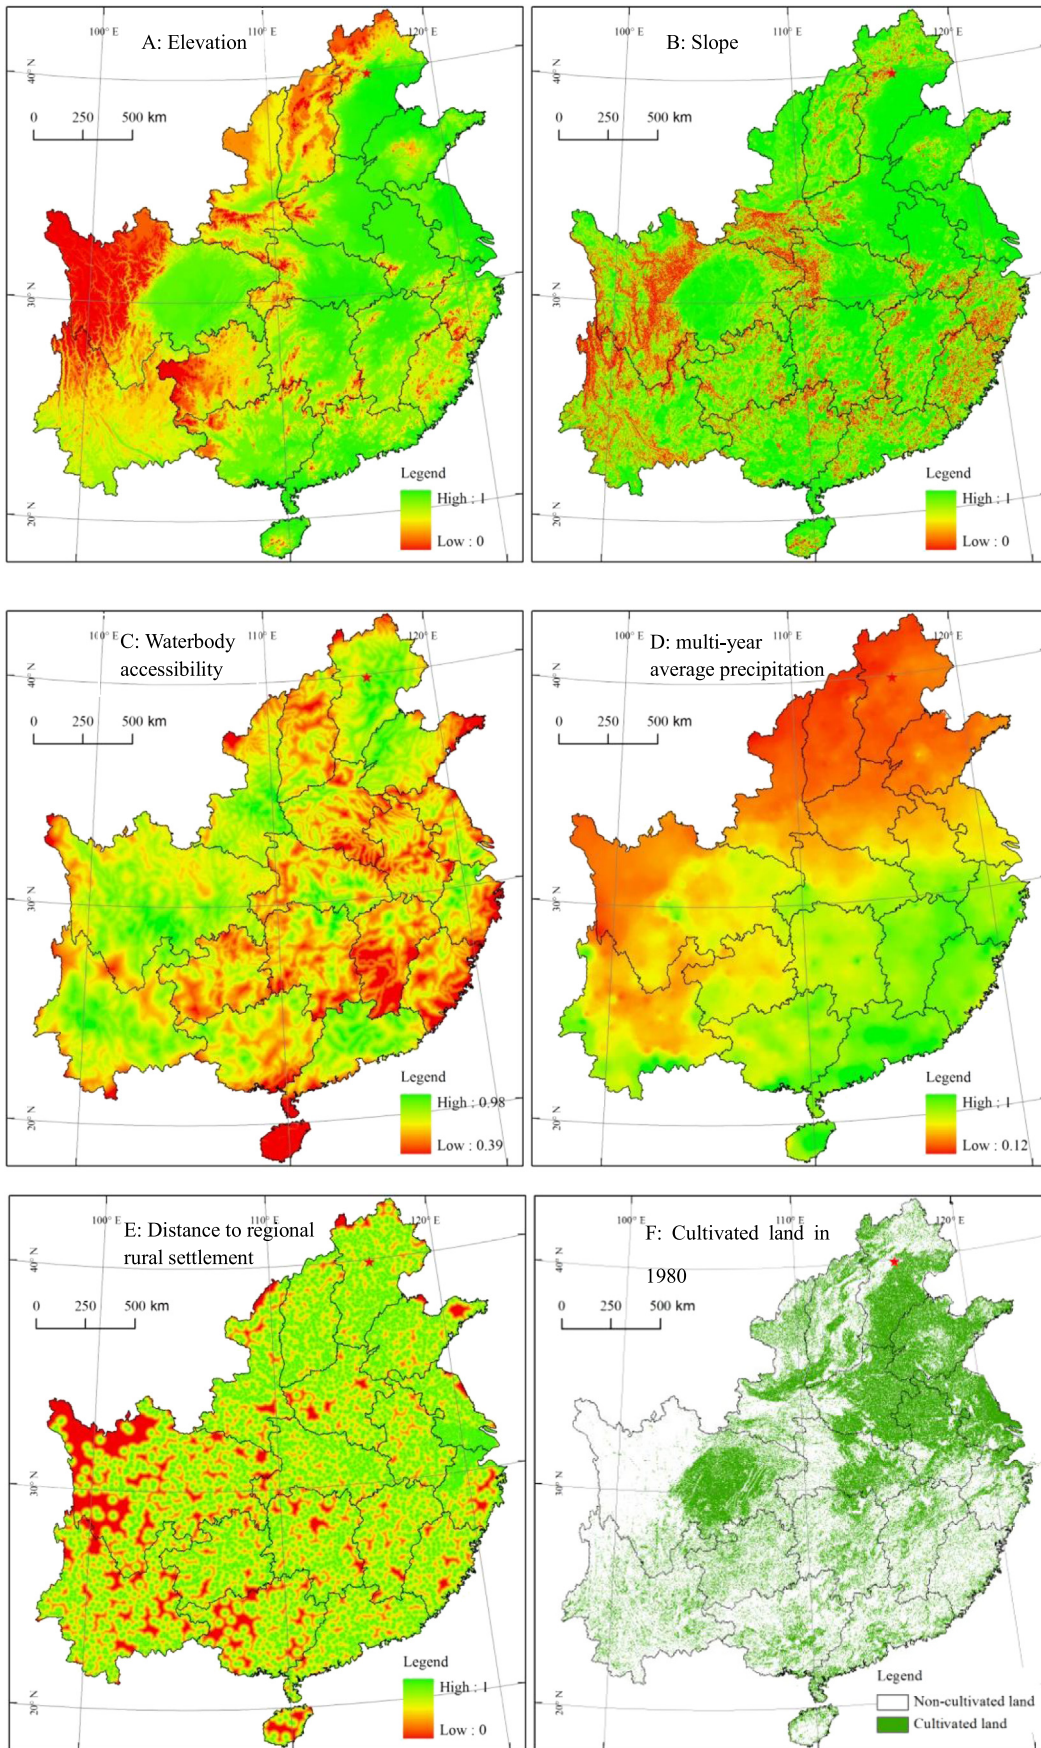 A: Elevation
100° E
110° E
120° E
40° N
30° N
20° N
0 250 500 km
Legend
High : 1
Low : 0
B: Slope
100° E
110° E
120° E
40° N
30° N
20° N
0 250 500 km
Legend
High : 1
Low : 0
C: Waterbody
accessibility
100° E
110° E
120° E
40° N
30° N
20° N
0 250 500 km
Legend
High : 0.98
Low : 0.39
D: multi-year
average precipitation
100° E
110° E
120° E
40° N
30° N
20° N
0 250 500 km
Legend
High : 1
Low : 0.12
E: Distance to regional
rural settlement
100° E
110° E
120° E
40° N
30° N
20° N
0 250 500 km
Legend
High : 1
Low : 0
F: Cultivated land in
1980
100° E
110° E
120° E
40° N
30° N
20° N
0 250 500 km
Legend
Non-cultivated land
Cultivated land